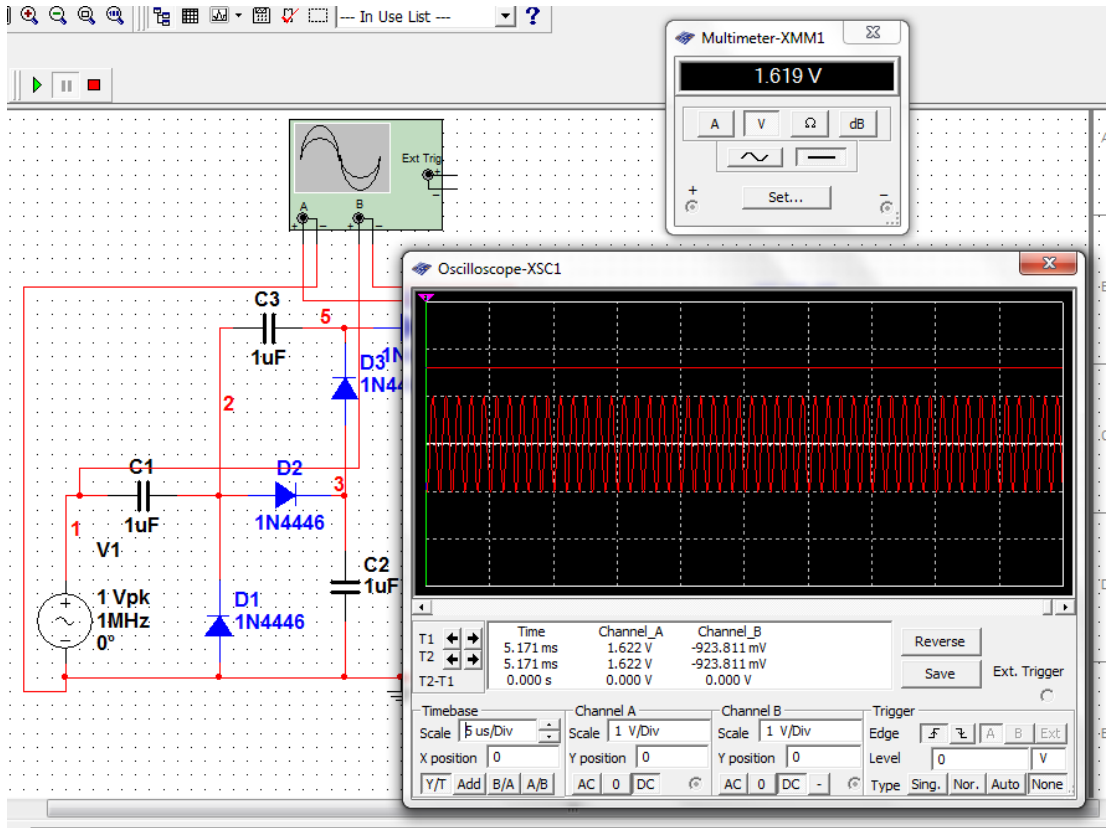 --- In Use List ---
?
Multimeter-XMM1
1.619 V
A V Ω dB
+ −
Set...
Ext Trig
+
−
A B
+ − + −
Oscilloscope-XSC1
C3
5
1uF
D3
1N44
2
C1
D2
3
1
1uF
1N4446
V1
C2
1uF
1 Vpk
1MHz
0°
D1
1N4446
Time Channel_A Channel_B
T1 5.171 ms 1.622 V -923.811 mV
T2 5.171 ms 1.622 V -923.811 mV
T2-T1 0.000 s 0.000 V 0.000 V
Reverse
Save
Ext. Trigger
Timebase
Scale 5 us/Div
X position 0
Y/T Add B/A A/B
Channel A
Scale 1 V/Div
Y position 0
AC 0 DC
Channel B
Scale 1 V/Div
Y position 0
AC 0 DC -
Trigger
Edge A B Ext
Level 0 V
Type Sing. Nor. Auto None